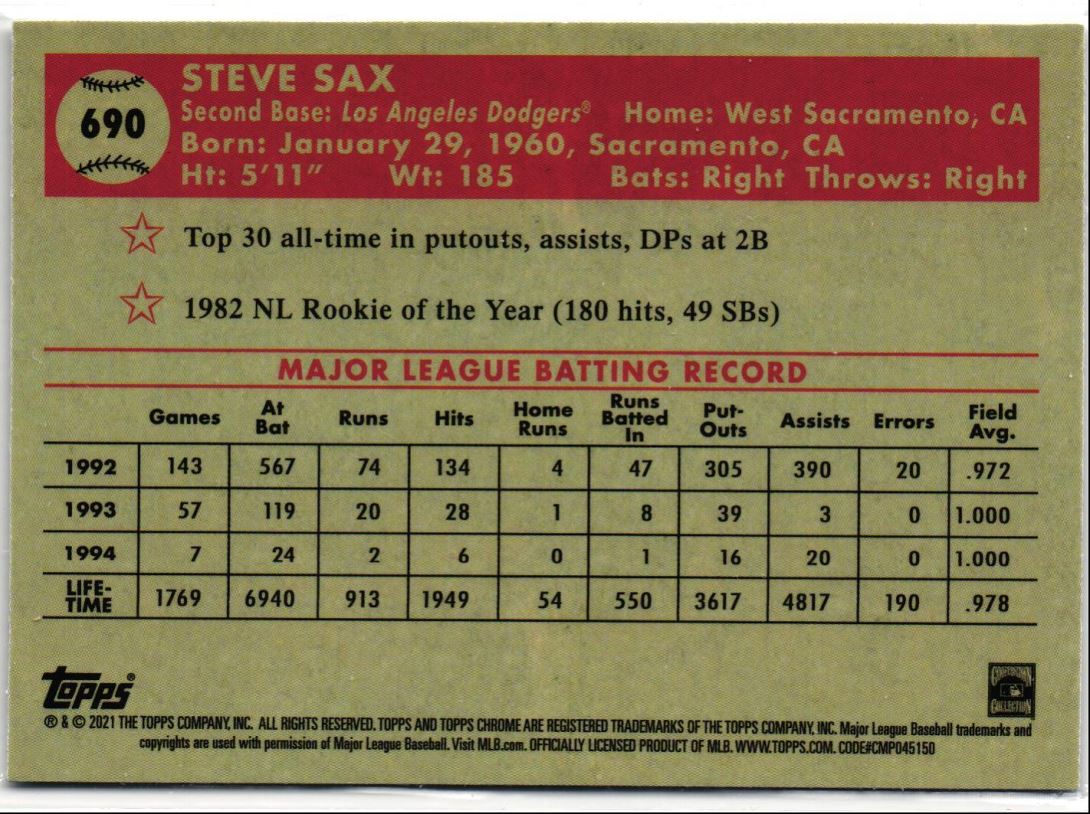 690
STEVE SAX
Second Base: Los Angeles Dodgers® Home: West Sacramento, CA
Born: January 29, 1960, Sacramento, CA
Ht: 5'11" Wt: 185 Bats: Right Throws: Right
Top 30 all-time in putouts, assists, DPs at 2B
1982 NL Rookie of the Year (180 hits, 49 SBs)
MAJOR LEAGUE BATTING RECORD
Games At Bat Runs Hits Home Runs Runs Batted In Put-Outs Assists Errors Field Avg.
1992 143 567 74 134 4 47 305 390 20 .972
1993 57 119 20 28 1 8 39 3 0 1.000
1994 7 24 2 6 0 1 16 20 0 1.000
LIFE-TIME 1769 6940 913 1949 54 550 3617 4817 190 .978
topps®
COOPERSTOWN
COLLECTION
® & © 2021 THE TOPPS COMPANY, INC. ALL RIGHTS RESERVED. TOPPS AND TOPPS CHROME ARE REGISTERED TRADEMARKS OF THE TOPPS COMPANY, INC. Major League Baseball trademarks and
copyrights are used with permission of Major League Baseball. Visit MLB.com. OFFICIALLY LICENSED PRODUCT OF MLB. WWW.TOPPS.COM. CODE#CMP045150